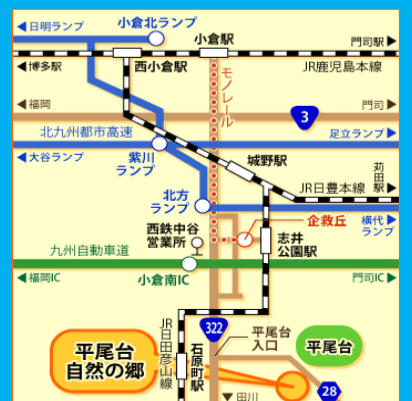 小倉北ランプ
◀日明ランプ
小倉駅
門司駅▶
◀博多駅
西小倉駅
JR鹿児島本線
モノレール
◀福岡
門司▶
3
北九州都市高速
足立ランプ▶
◀大谷ランプ
紫川
ランプ
城野駅
苅田駅▶
JR日豊本線
北方
ランプ
企救丘
横代
ランプ
西鉄中谷
営業所
志井
公園駅
九州自動車道
◀福岡IC
小倉南IC
門司IC▶
JR日田彦山線
322
平尾台
入口
平尾台
平尾台
自然の郷
石原町駅
28
▼田川